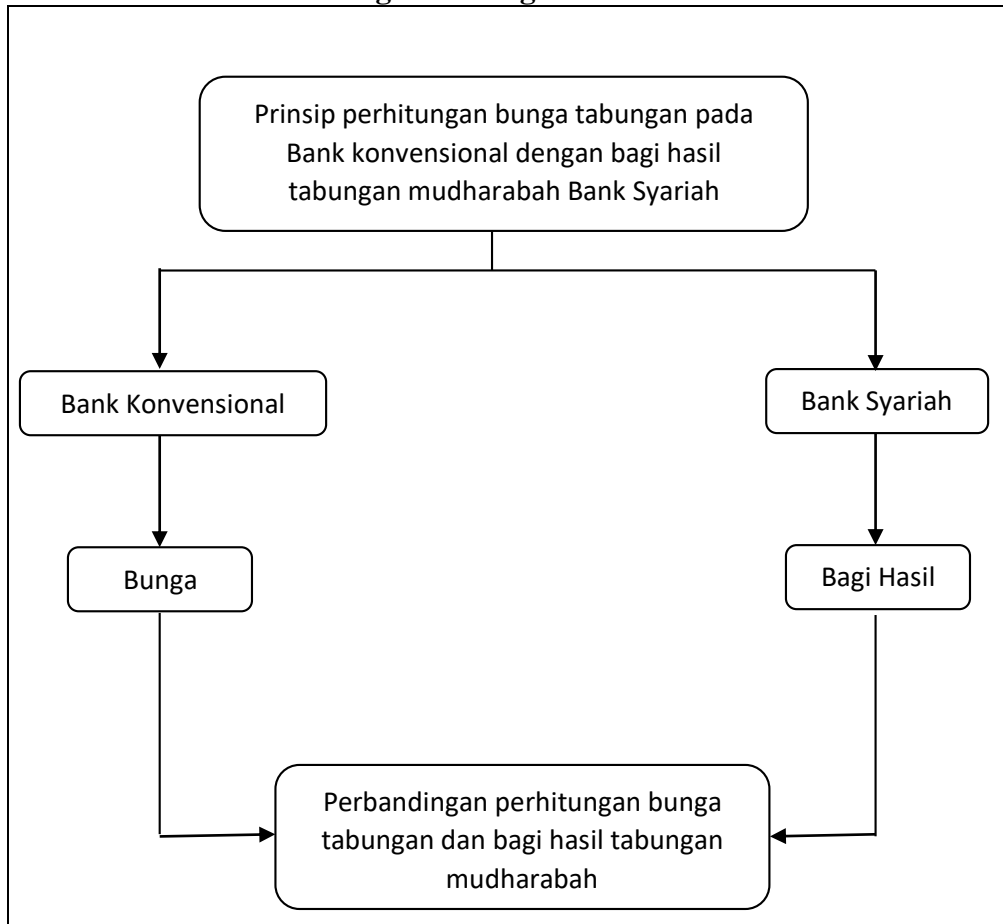 Prinsip perhitungan bunga tabungan pada
Bank konvensional dengan bagi hasil
tabungan mudharabah Bank Syariah
Bank Konvensional
Bank Syariah
Bunga
Bagi Hasil
Perbandingan perhitungan bunga
tabungan dan bagi hasil tabungan
mudharabah